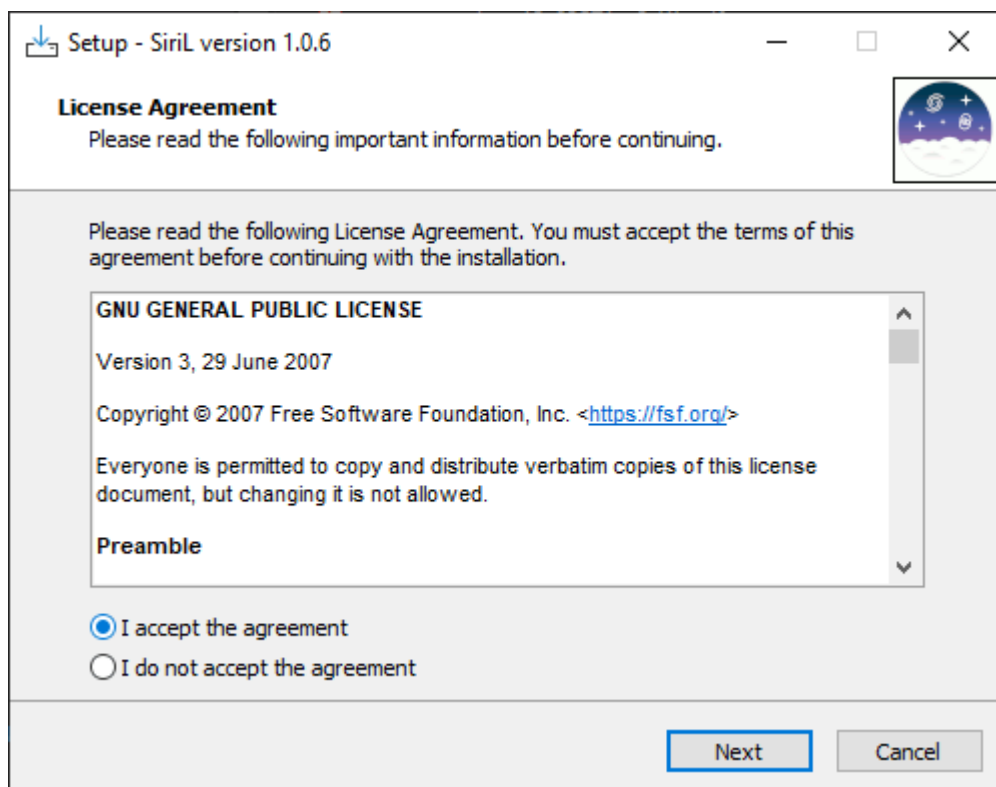 Setup - SiriL version 1.0.6
License Agreement
Please read the following important information before continuing.
Please read the following License Agreement. You must accept the terms of this
agreement before continuing with the installation.
GNU GENERAL PUBLIC LICENSE
Version 3, 29 June 2007
Copyright © 2007 Free Software Foundation, Inc. <https://fsf.org/>
Everyone is permitted to copy and distribute verbatim copies of this license
document, but changing it is not allowed.
Preamble
I accept the agreement
I do not accept the agreement
Next
Cancel